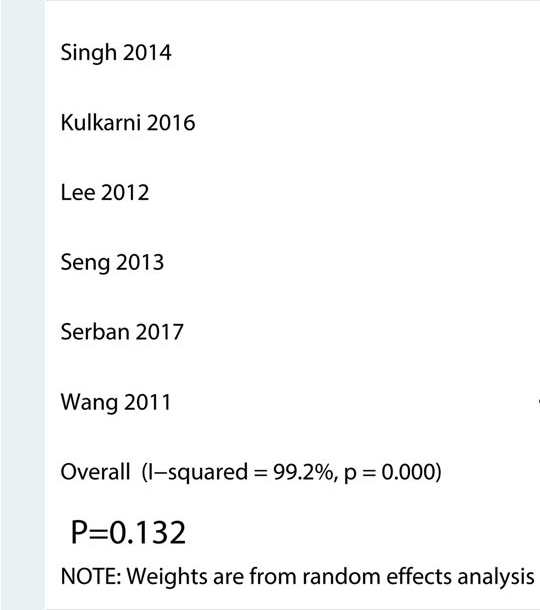 Singh 2014
Kulkarni 2016
Lee 2012
Seng 2013
Serban 2017
Wang 2011
Overall  (I–squared = 99.2%, p = 0.000)
P=0.132
NOTE: Weights are from random effects analysis